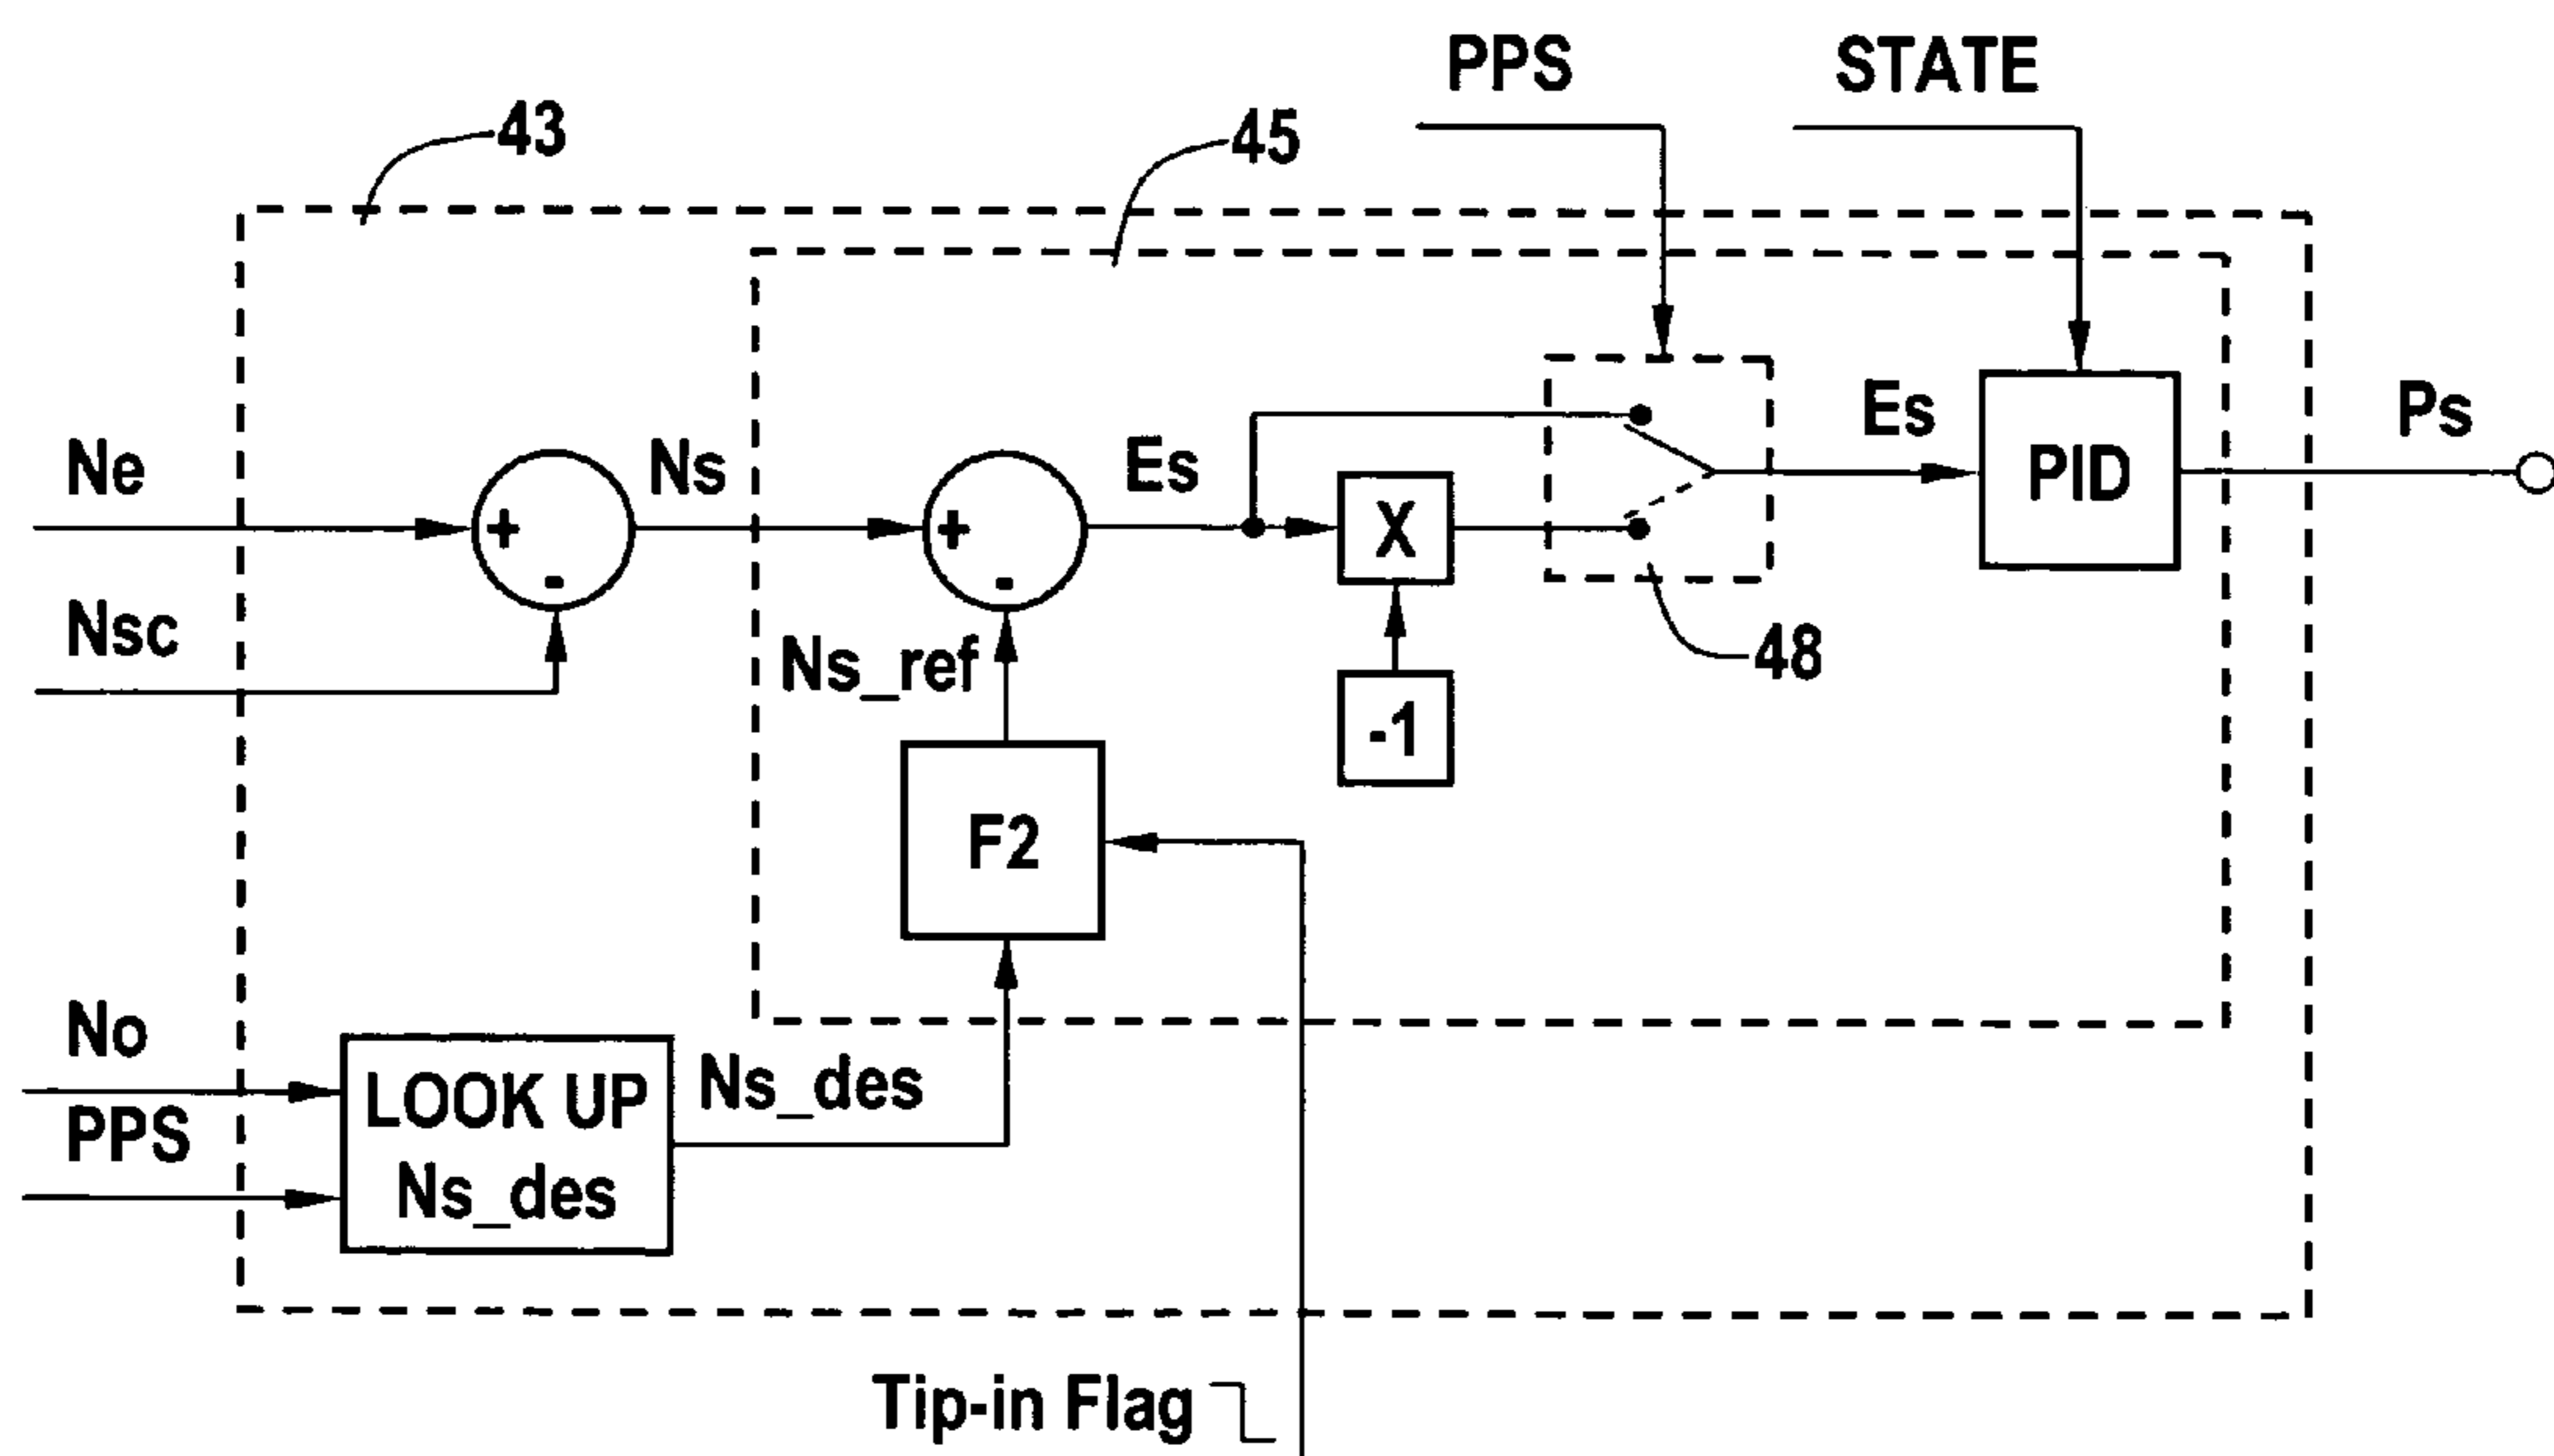 PPS
STATE
43
45
Ne
Ns
Es
Es
PID
Ps
+
-
+
-
X
Nsc
Ns_ref
48
-1
F2
No
PPS
LOOK UP
Ns_des
Ns_des
Tip-in Flag